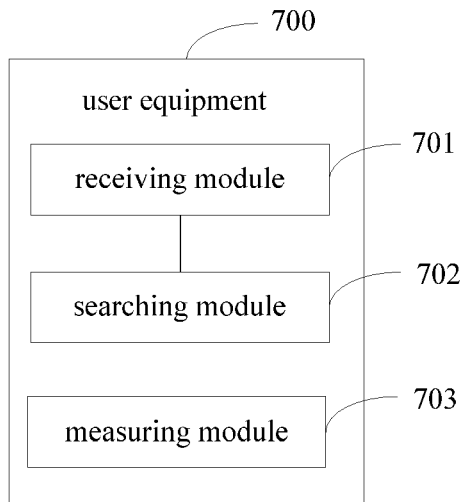 700
user equipment
701
receiving module
702
searching module
703
measuring module